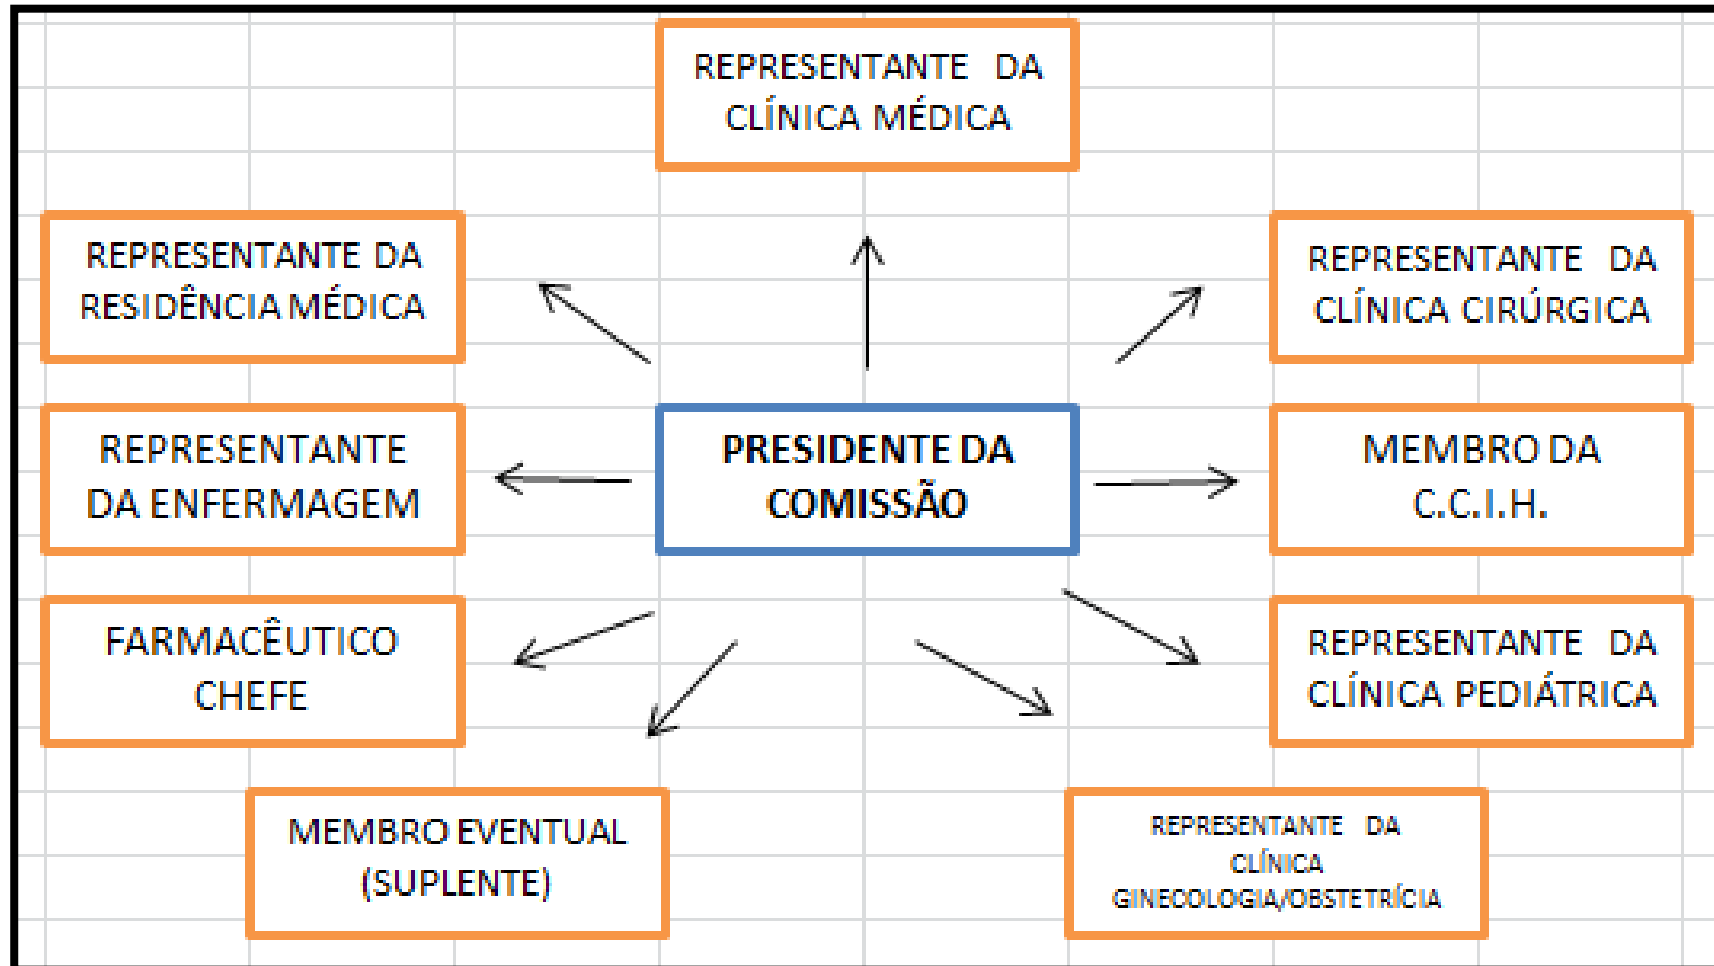 REPRESENTANTE DA
CLÍNICA MÉDICA
REPRESENTANTE DA
RESIDÊNCIA MÉDICA
REPRESENTANTE DA
CLÍNICA CIRÚRGICA
REPRESENTANTE
DA ENFERMAGEM
PRESIDENTE DA
COMISSÃO
MEMBRO DA
C.C.I.H.
FARMACÊUTICO
CHEFE
REPRESENTANTE DA
CLÍNICA PEDIÁTRICA
MEMBRO EVENTUAL
(SUPLENTE)
REPRESENTANTE DA
CLÍNICA
GINECOLOGIA/OBSTETRÍCIA